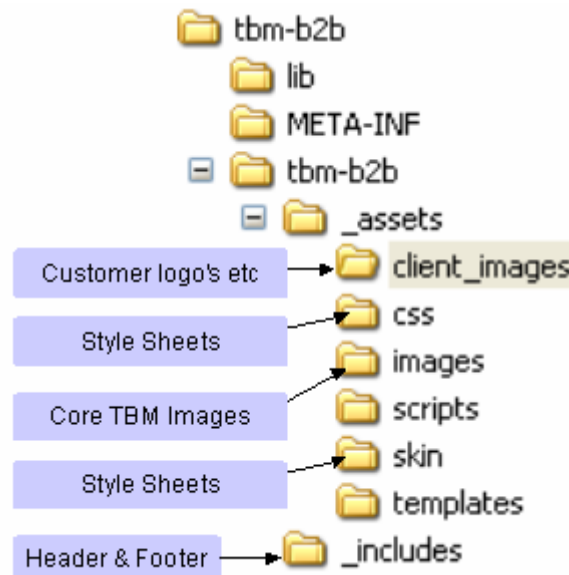 tbm-b2b
lib
META-INF
tbm-b2b
_assets
Customer logo's etc
client_images
css
Style Sheets
images
Core TBM Images
scripts
skin
Style Sheets
templates
Header & Footer
_includes